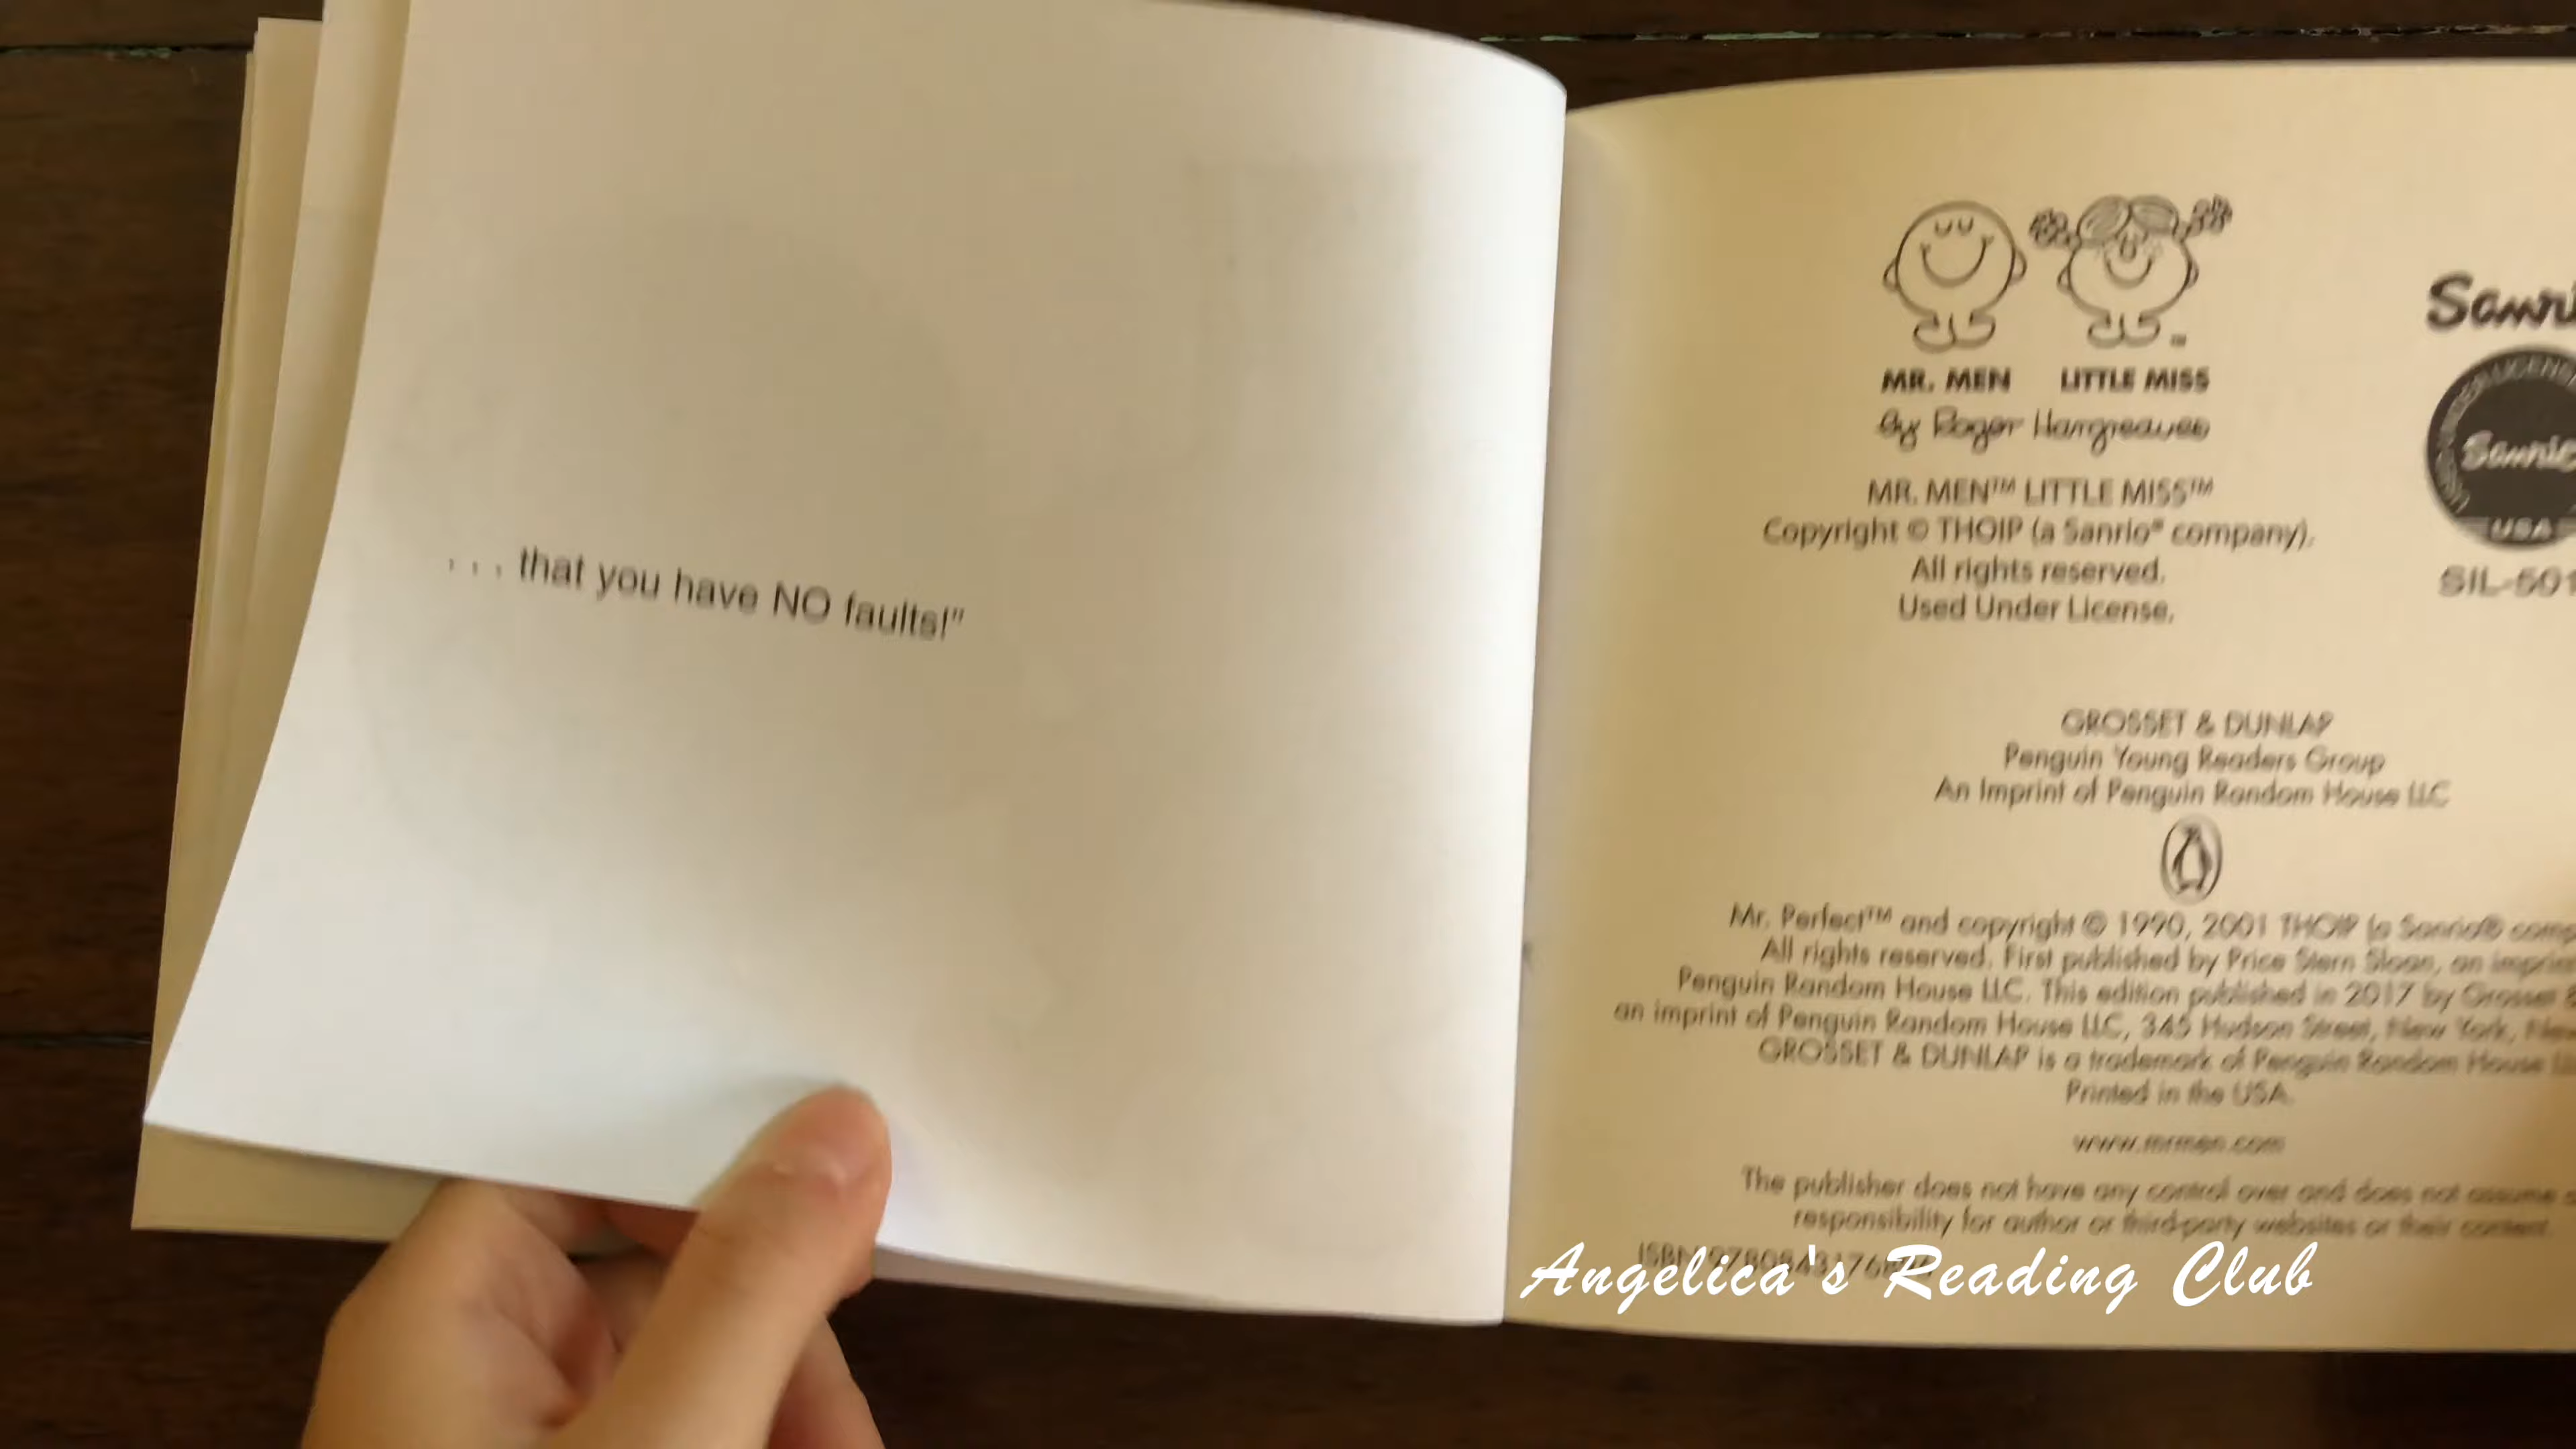 . . . that you have NO faults!"
MR. MEN LITTLE MISS
by Roger Hargreaves
MR. MEN™ LITTLE MISS™
Copyright © THOIP (a Sanrio® company).
All rights reserved.
Used Under License.
Sanri
Sanrio
USA
GROSSET & DUNLAP
Penguin Young Readers Group
An Imprint of Penguin Random House LLC
Mr. Perfect™ and copyright © 1990, 2001 THOIP (a Sanrio® comp
All rights reserved. First published by Price Stern Sloan, an imprint
Penguin Random House LLC. This edition published in 2017 by Grosset &
an imprint of Penguin Random House LLC, 345 Hudson Street, New York, New
GROSSET & DUNLAP is a trademark of Penguin Random House LL
Printed in the USA.
www.mrmen.com
The publisher does not have any control over and does not assume
responsibility for author or third-party websites or their content.
ISBN
Angelica's Reading Club